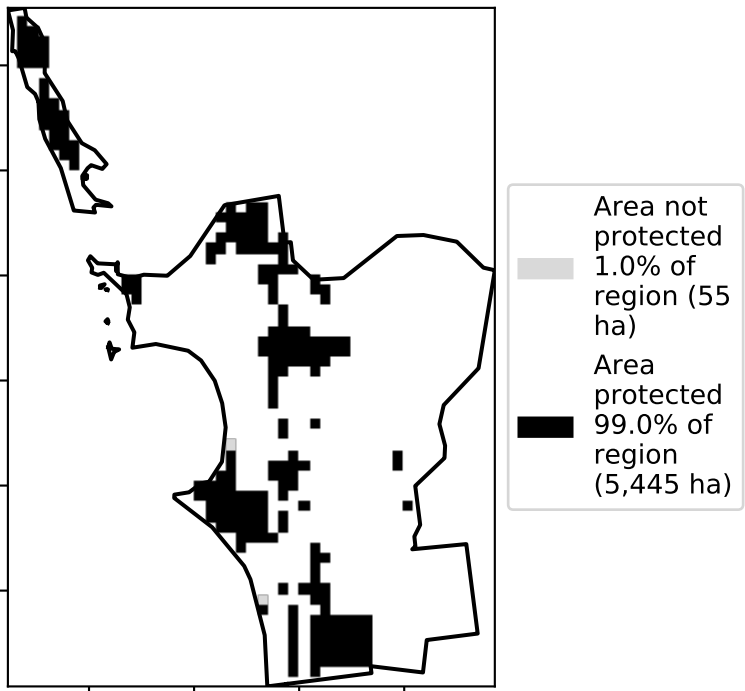 Area not
protected
1.0% of
region (55
ha)
Area
protected
99.0% of
region
(5,445 ha)